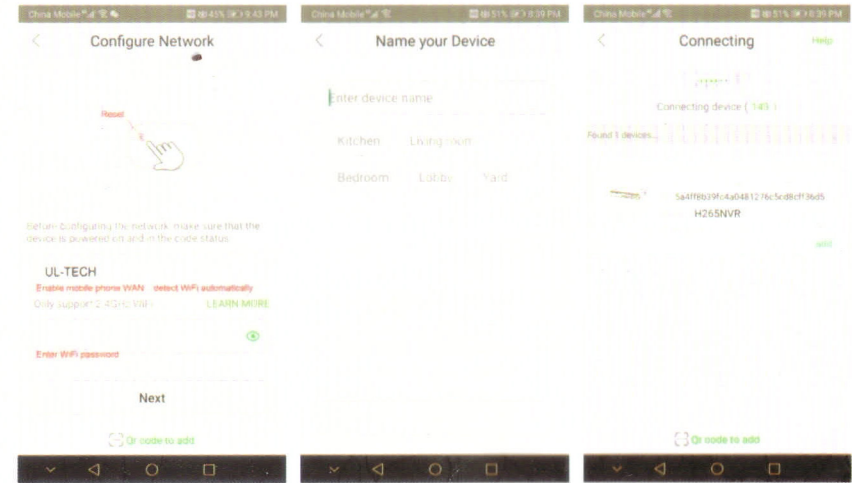 China Mobile 45% 9:43 PM
Configure Network
Reset
Before configuring the network, make sure that the
device is powered on and in the code status
UL-TECH
Enable mobile phone WAN detect WiFi automatically
Only support 2.4GHz WiFi LEARN MORE
Enter WiFi password
Next
Qr code to add
China Mobile 51% 8:39 PM
Name your Device
Enter device name
Kitchen Living room
Bedroom Lobby Yard
China Mobile 51% 8:39 PM
Connecting Help
Connecting device ( 149 )
Found 1 devices...
H265NVR
add
Qr code to add